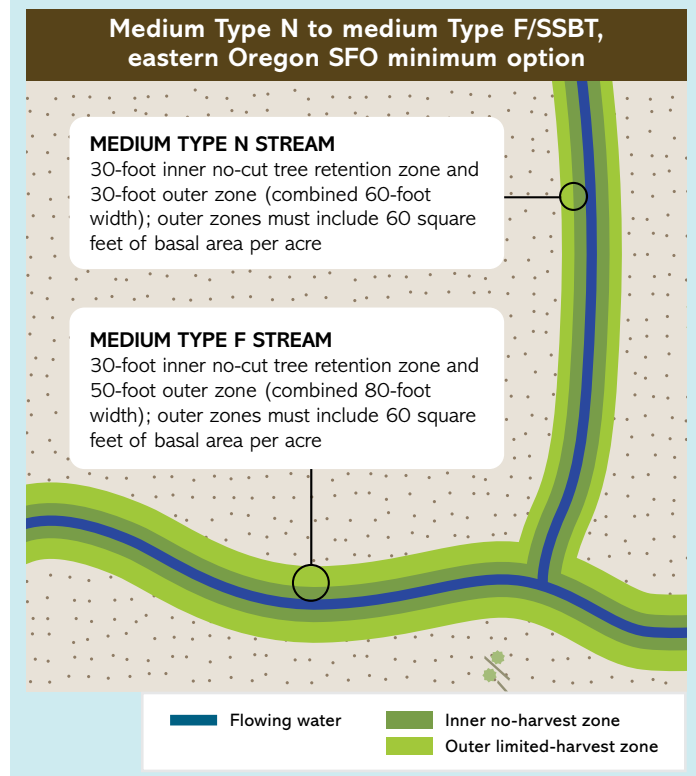 Medium Type N to medium Type F/SSBT,
eastern Oregon SFO minimum option
MEDIUM TYPE N STREAM
30-foot inner no-cut tree retention zone and
30-foot outer zone (combined 60-foot
width); outer zones must include 60 square
feet of basal area per acre
MEDIUM TYPE F STREAM
30-foot inner no-cut tree retention zone and
50-foot outer zone (combined 80-foot
width); outer zones must include 60 square
feet of basal area per acre
Flowing water
Inner no-harvest zone
Outer limited-harvest zone